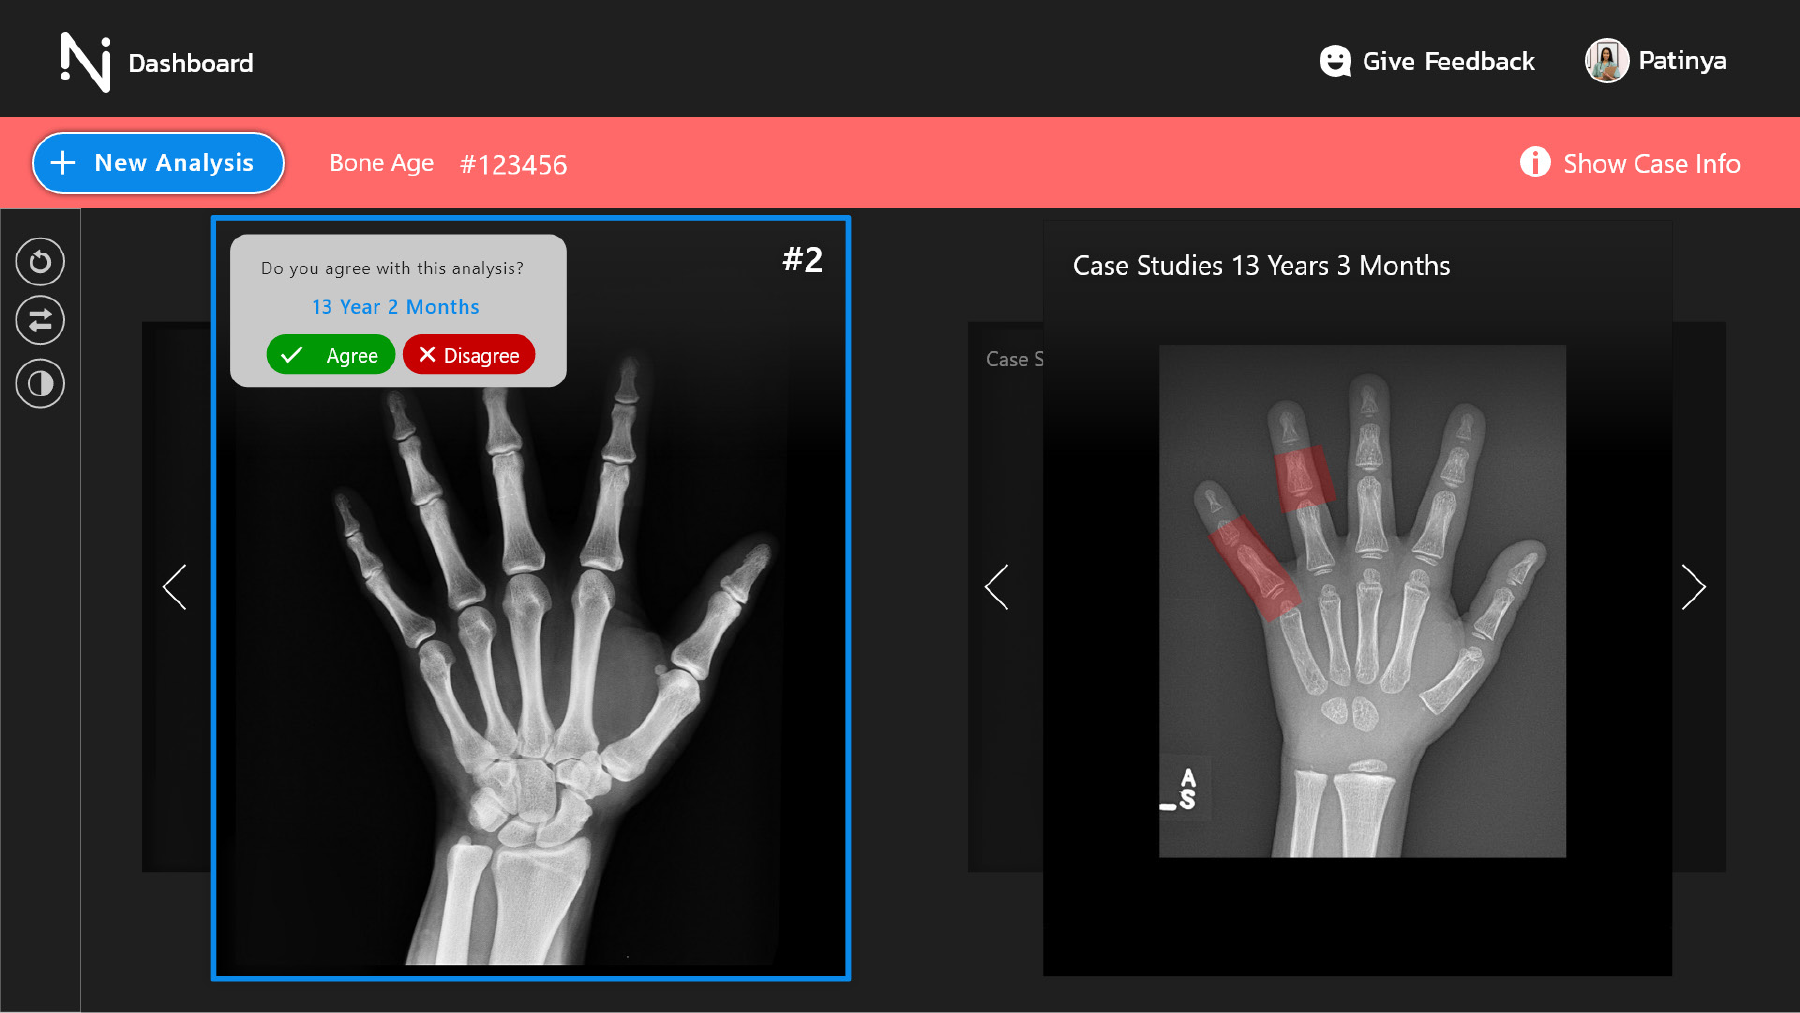 Dashboard
Give Feedback
Patinya
New Analysis
Bone Age #123456
Show Case Info
Do you agree with this analysis?
13 Year 2 Months
Agree
Disagree
#2
Case S
Case Studies 13 Years 3 Months
A
S